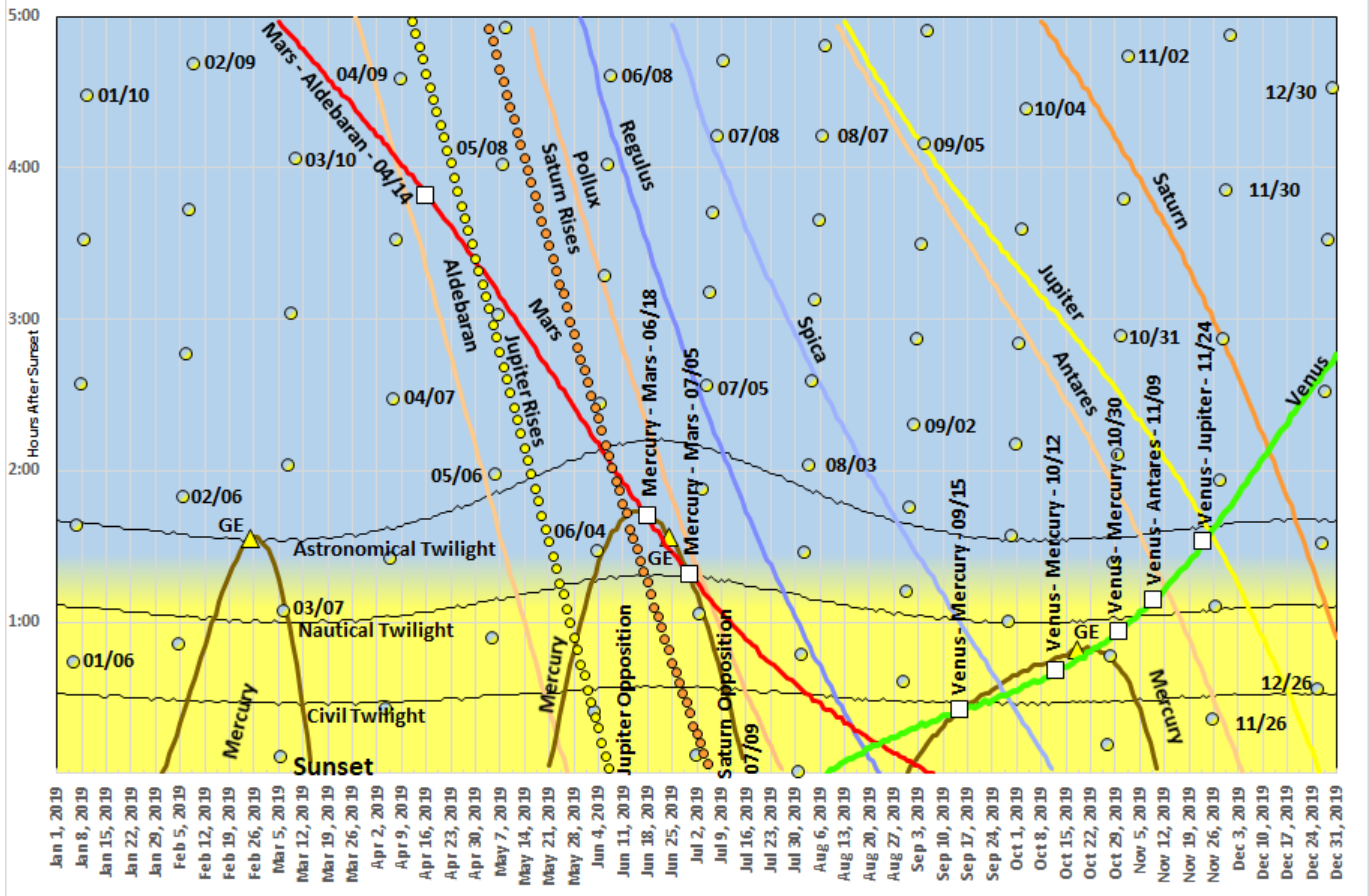 5:00
4:00
3:00
2:00
1:00
Hours After Sunset
01/10
02/09
03/10
04/09
05/08
06/08
07/08
08/07
09/05
10/04
11/02
11/30
12/30
Mars - Aldebaran - 04/14
Aldebaran
Jupiter Rises
Mars
Saturn Rises
Pollux
Regulus
Spica
Antares
Jupiter
Saturn
Venus
04/07
05/06
02/06
06/04
07/05
08/03
09/02
10/31
Mercury - Mars - 06/18
Mercury - Mars - 07/05
Venus- Mercury - 09/15
Venus- Mercury - 10/12
Venus- Mercury - 10/30
Venus- Antares - 11/09
Venus- Jupiter - 11/24
GE
GE
GE
Astronomical Twilight
03/07
Nautical Twilight
01/06
Civil Twilight
Mercury
Mercury
Mercury
Jupiter Opposition
Saturn Opposition
07/09
12/26
11/26
Sunset
Jan 1, 2019
Jan 8, 2019
Jan 15, 2019
Jan 22, 2019
Jan 29, 2019
Feb 5, 2019
Feb 12, 2019
Feb 19, 2019
Feb 26, 2019
Mar 5, 2019
Mar 12, 2019
Mar 19, 2019
Mar 26, 2019
Apr 2, 2019
Apr 9, 2019
Apr 16, 2019
Apr 23, 2019
Apr 30, 2019
May 7, 2019
May 14, 2019
May 21, 2019
May 28, 2019
Jun 4, 2019
Jun 11, 2019
Jun 18, 2019
Jun 25, 2019
Jul 2, 2019
Jul 9, 2019
Jul 16, 2019
Jul 23, 2019
Jul 30, 2019
Aug 6, 2019
Aug 13, 2019
Aug 20, 2019
Aug 27, 2019
Sep 3, 2019
Sep 10, 2019
Sep 17, 2019
Sep 24, 2019
Oct 1, 2019
Oct 8, 2019
Oct 15, 2019
Oct 22, 2019
Oct 29, 2019
Nov 5, 2019
Nov 12, 2019
Nov 19, 2019
Nov 26, 2019
Dec 3, 2019
Dec 10, 2019
Dec 17, 2019
Dec 24, 2019
Dec 31, 2019